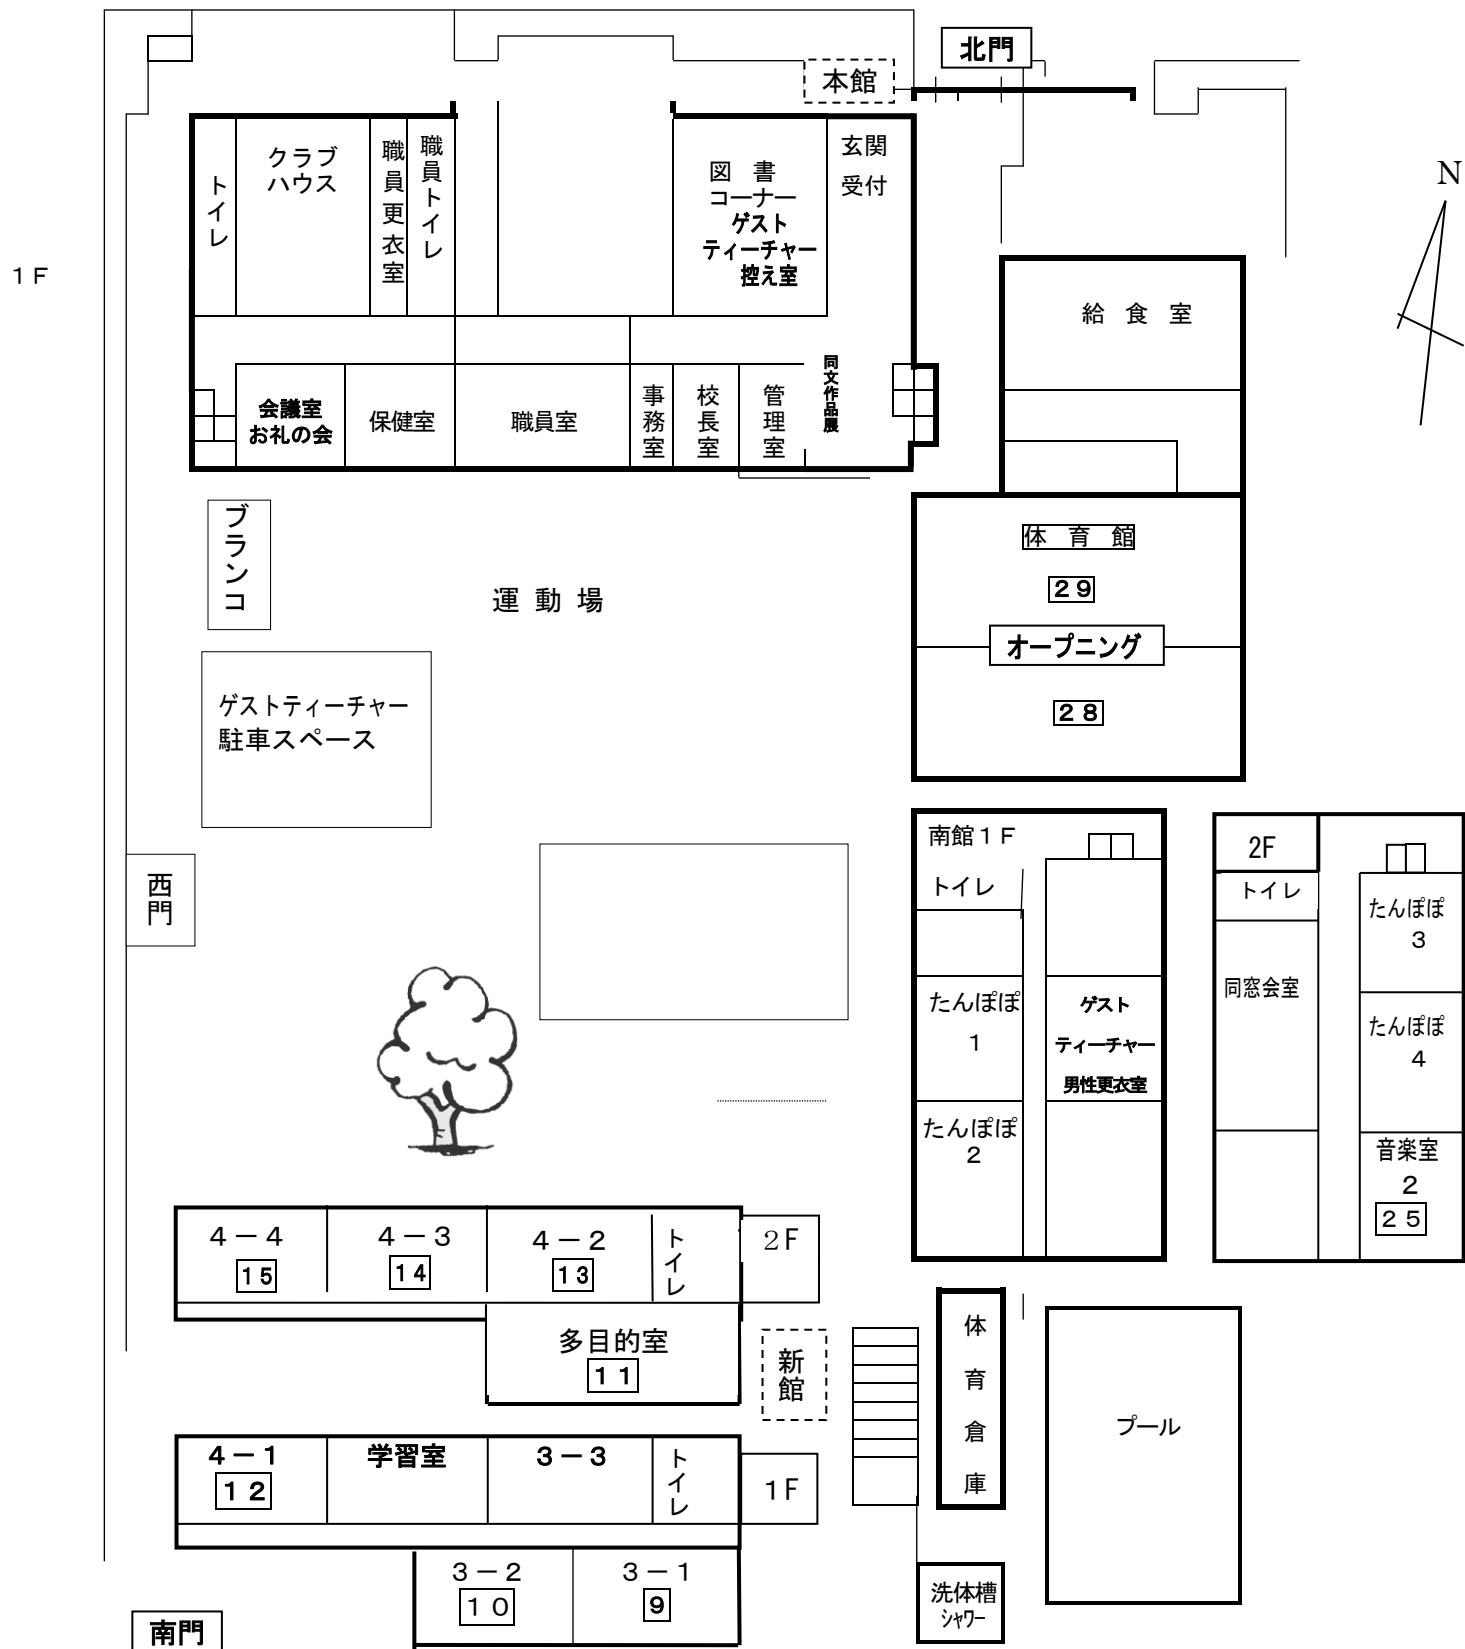 北門
本館
N
１Ｆ
トイレ
クラブ
ハウス
職員更衣室
職員トイレ
図　書
コーナー
ゲスト
ティーチャー
控え室
玄関
受付
給　食　室
会議室
お礼の会
保健室
職員室
事務室
校長室
管理室
同文作品展
ブランコ
運 動 場
体　育　館
２９
オープニング
２８
ゲストティーチャー
駐車スペース
西門
南館１Ｆ
トイレ
たんぽぽ
1
たんぽぽ
2
ゲスト
ティーチャー
男性更衣室
2F
トイレ
同窓会室
たんぽぽ
３
たんぽぽ
４
音楽室
２
２５
４－４
１５
４－３
１４
４－２
１３
トイレ
２Ｆ
多目的室
１１
新館
４－１
１２
学習室
３－３
トイレ
１Ｆ
３－２
１０
３－１
９
南門
体育倉庫
プール
洗体槽
シャワー